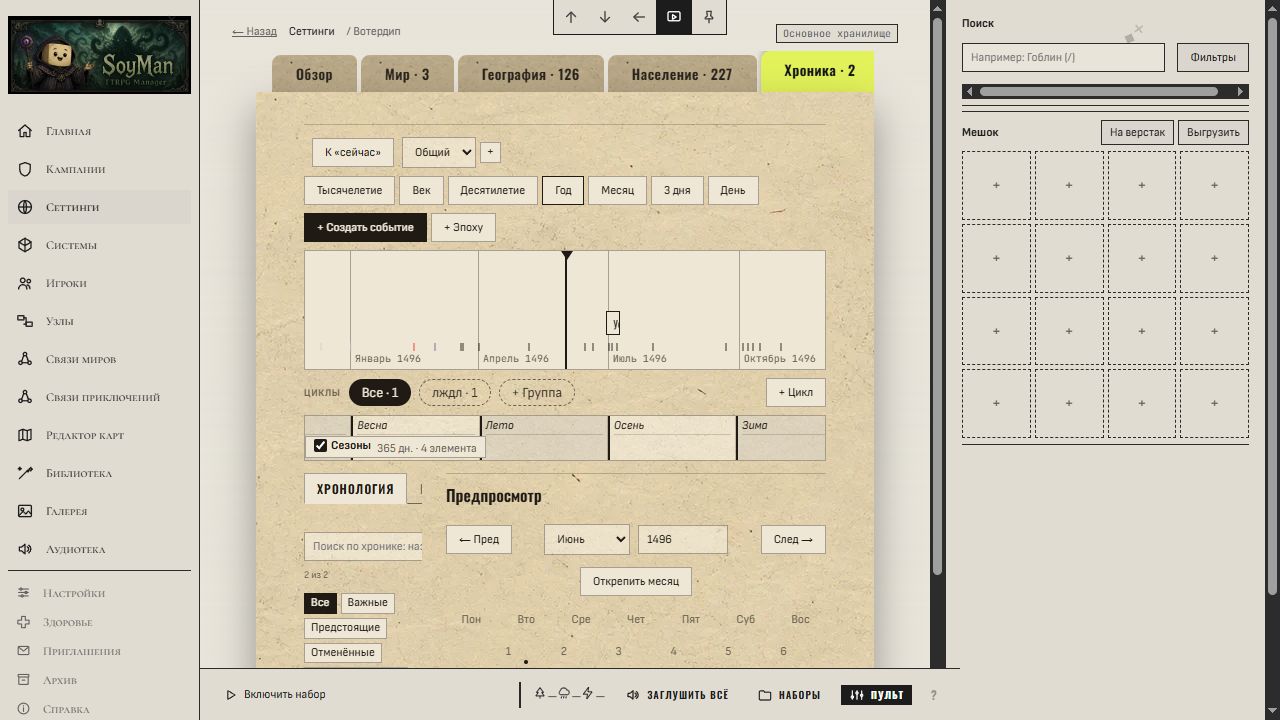 SoyMan
TTRPG Manager
Главная
Кампании
Сеттинги
Системы
Игроки
Узлы
Связи миров
Связи приключений
Редактор карт
Библиотека
Галерея
Аудиотека
Настройки
Здоровье
Приглашения
Архив
Справка
← Назад Сеттинги / Вотердип
Основное хранилище
Обзор
Мир · 3
География · 126
Население · 227
Хроника · 2
К «сейчас» Общий +
Тысячелетие Век Десятилетие Год Месяц 3 дня День
+ Создать событие + Эпоху
Январь 1496 Апрель 1496 Июль 1496 Октябрь 1496
ЦИКЛЫ Все · 1 лждл · 1 + Группа + Цикл
Весна Лето Осень Зима
Сезоны 365 дн. · 4 элемента
ХРОНОЛОГИЯ
Поиск по хронике: на
2 из 2
Все Важные
Предстоящие
Отменённые
Предпросмотр
← Пред Июнь 1496 След →
Открепить месяц
Пон Вто Сре Чет Пят Суб Вос
1 2 3 4 5 6
Включить набор
ЗАГЛУШИТЬ ВСЁ
НАБОРЫ
ПУЛЬТ
?
Поиск
Например: Гоблин (/) Фильтры
Мешок На верстак Выгрузить
+ + + +
+ + + +
+ + + +
+ + + +